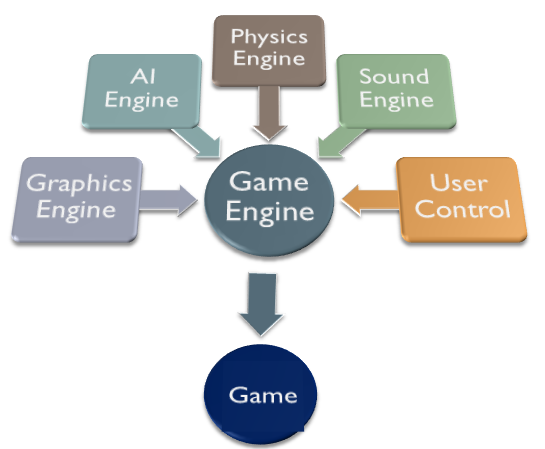 Physics
Engine
AI
Engine
Sound
Engine
Graphics
Engine
Game
Engine
User
Control
Game